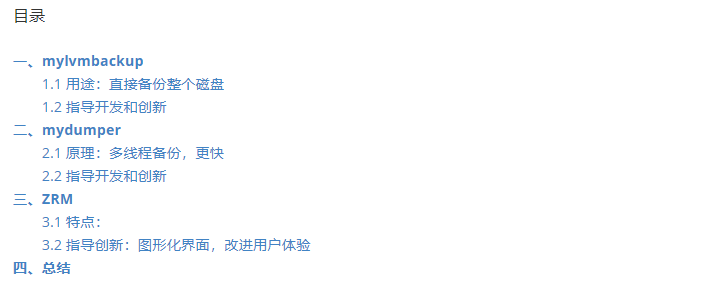 目录
一、mylvmbackup
1.1 用途：直接备份整个磁盘
1.2 指导开发和创新
二、mydumper
2.1 原理：多线程备份，更快
2.2 指导开发和创新
三、ZRM
3.1 特点：
3.2 指导创新：图形化界面，改进用户体验
四、总结